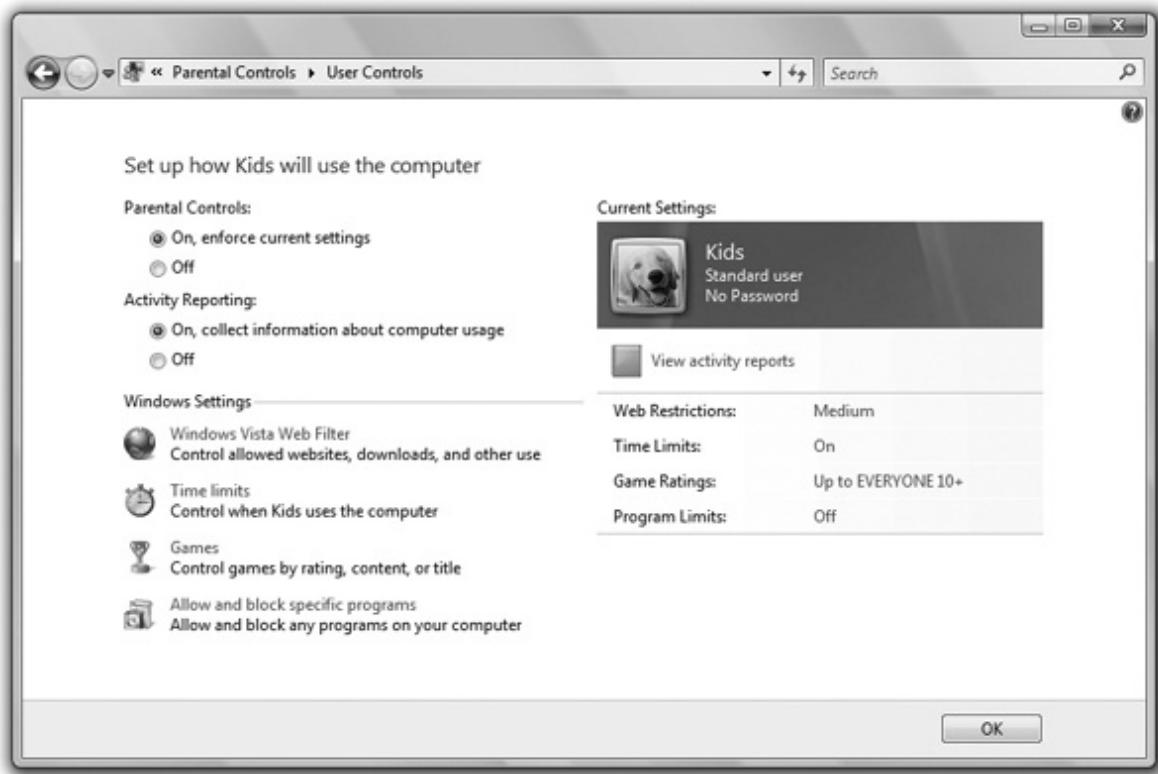 « Parental Controls ▸ User Controls
Search
Set up how Kids will use the computer
Parental Controls:
On, enforce current settings
Off
Activity Reporting:
On, collect information about computer usage
Off
Windows Settings
Windows Vista Web Filter
Control allowed websites, downloads, and other use
Time limits
Control when Kids uses the computer
Games
Control games by rating, content, or title
Allow and block specific programs
Allow and block any programs on your computer
Current Settings:
Kids
Standard user
No Password
View activity reports
Web Restrictions: Medium
Time Limits: On
Game Ratings: Up to EVERYONE 10+
Program Limits: Off
OK